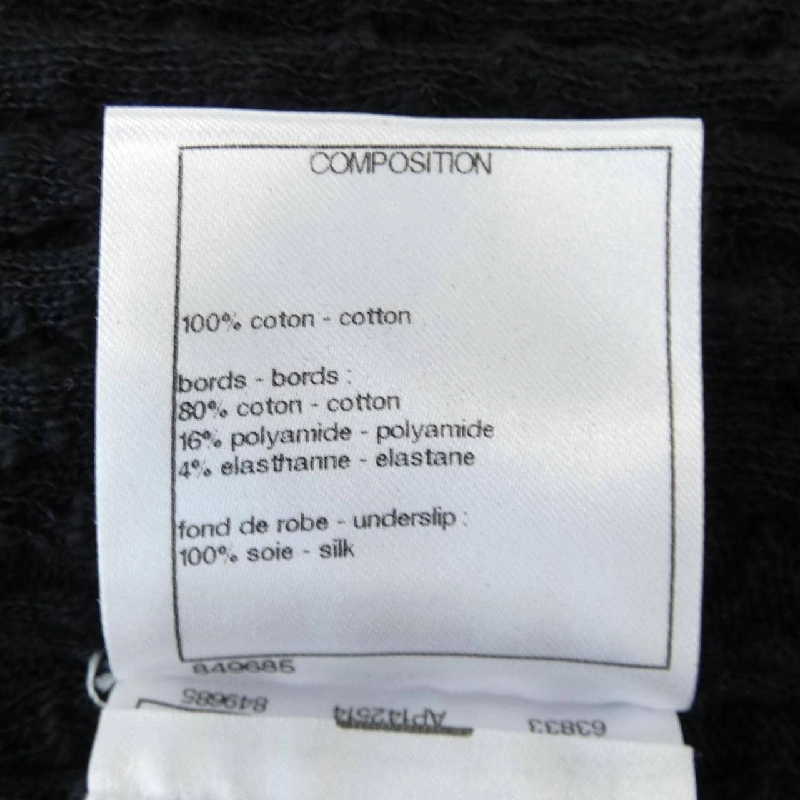 COMPOSITION
100% coton - cotton
bords - bords :
80% coton - cotton
16% polyamide - polyamide
4% elasthanne - elastane
fond de robe - underslip :
100% soie - silk
849685
849685 63833